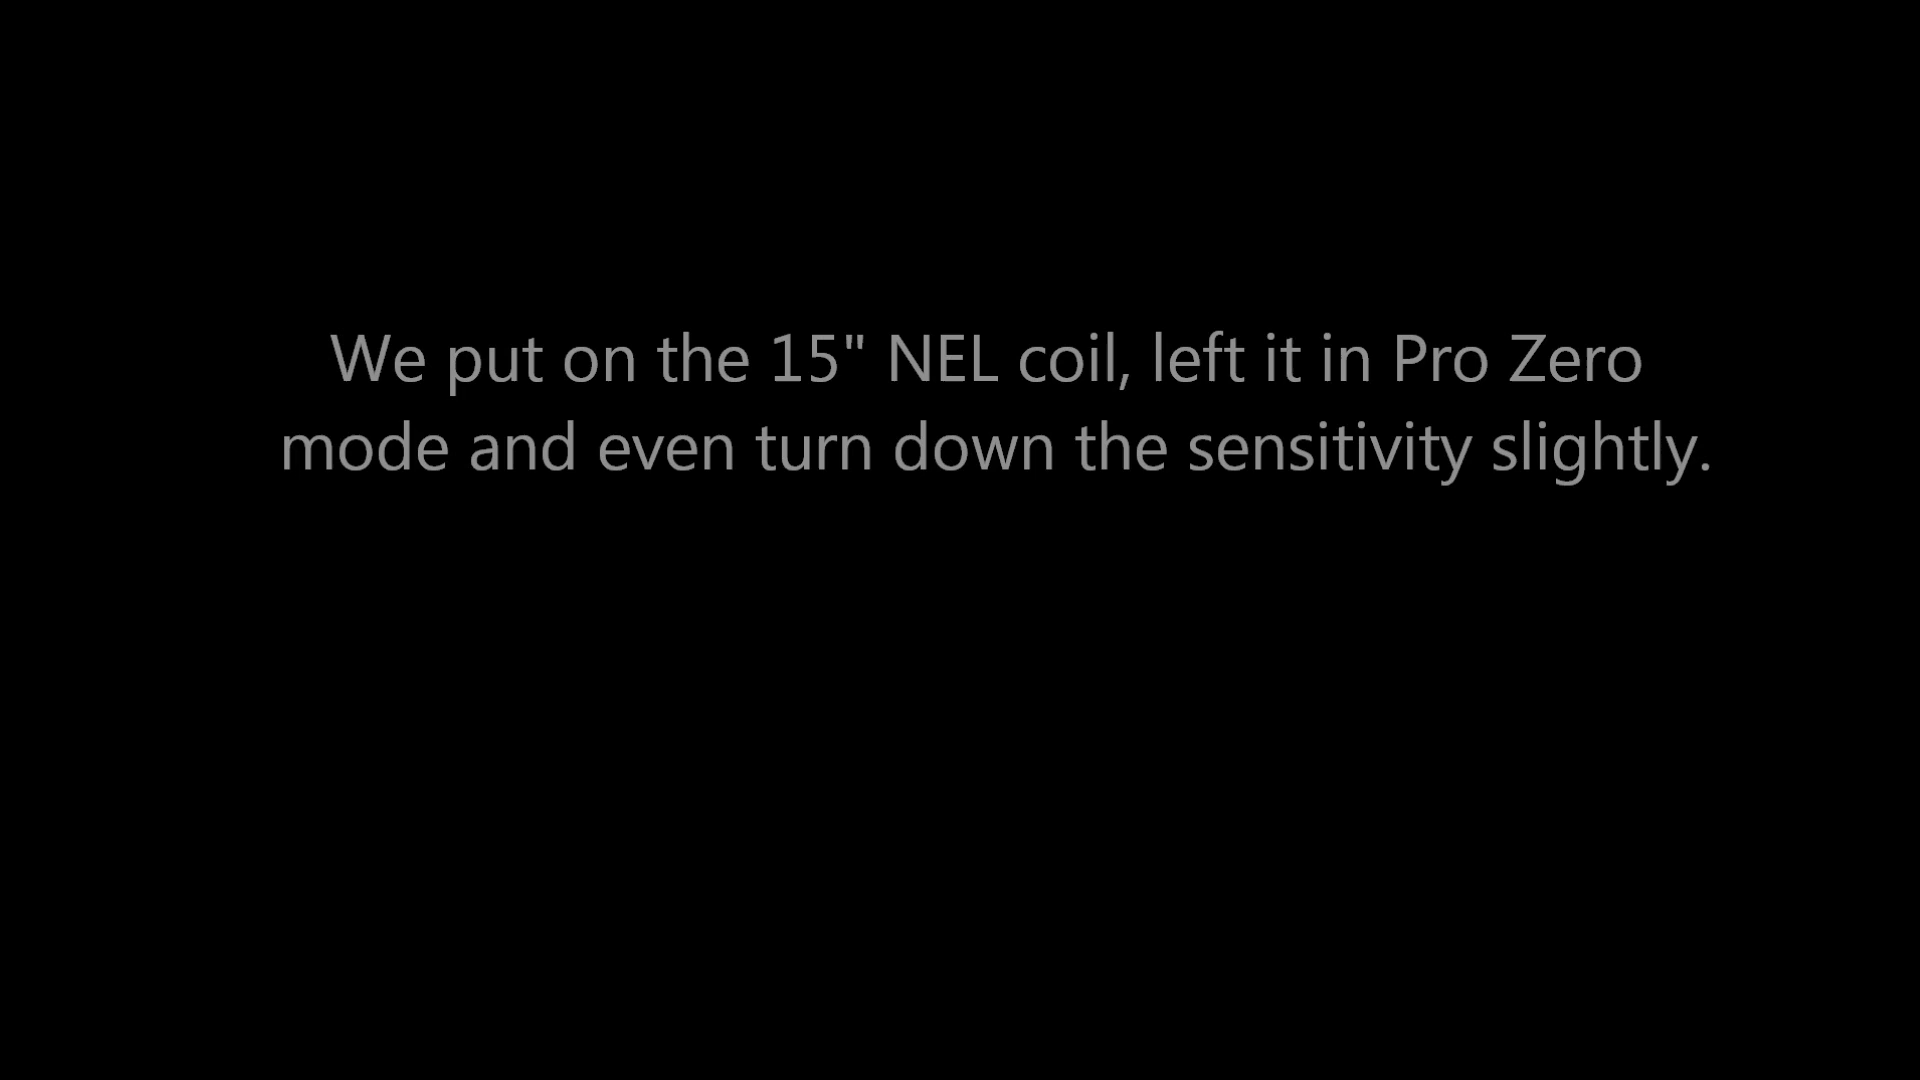 We put on the 15" NEL coil, left it in Pro Zero
mode and even turn down the sensitivity slightly.